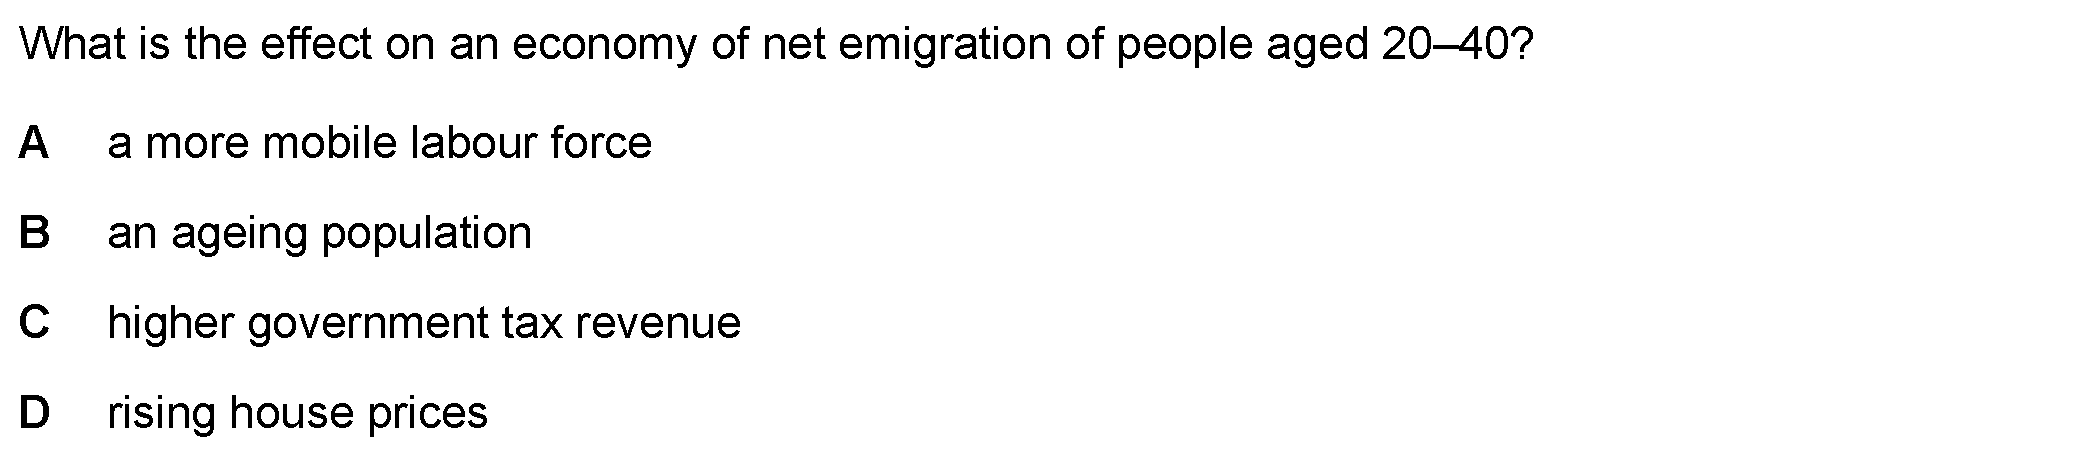 What is the effect on an economy of net emigration of people aged 20–40?
A a more mobile labour force
B an ageing population
C higher government tax revenue
D rising house prices